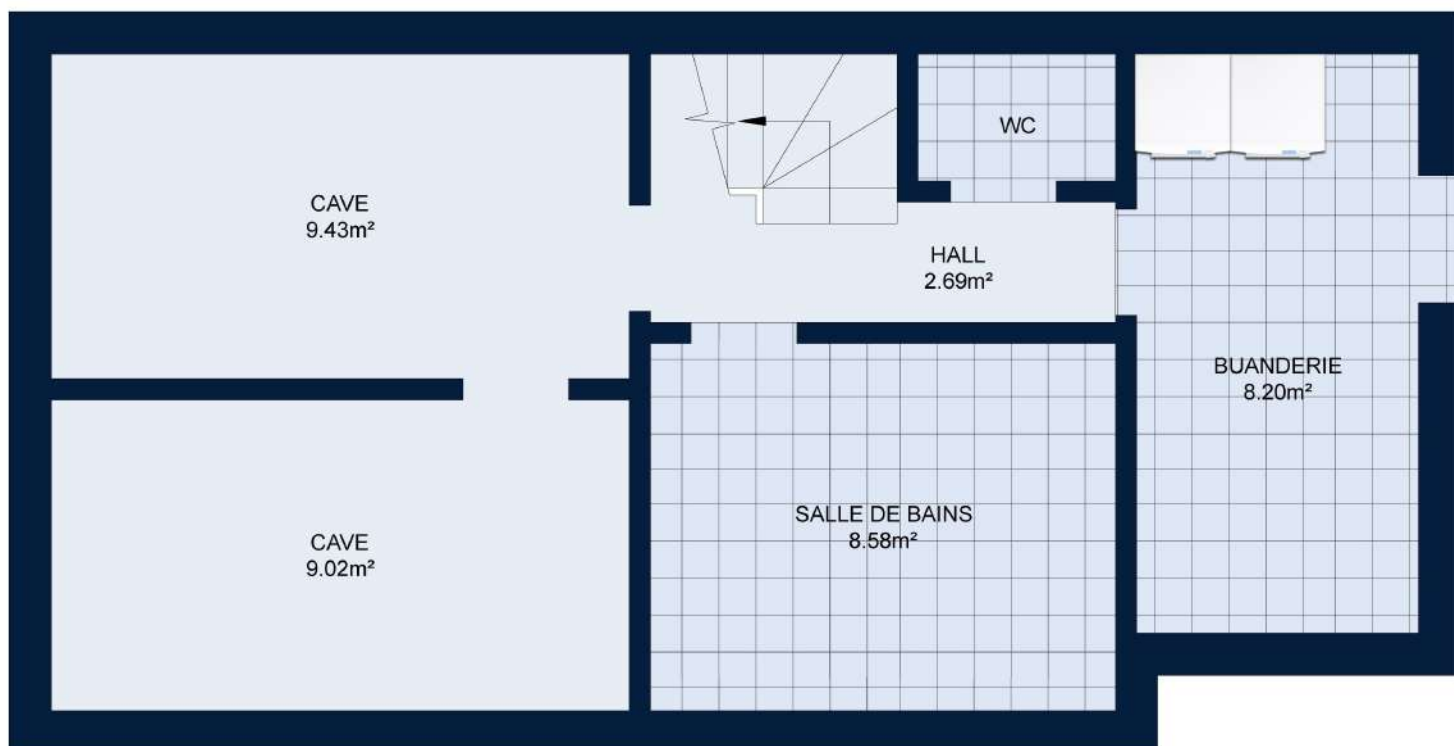 WC
CAVE
9.43m²
HALL
2.69m²
BUANDERIE
8.20m²
SALLE DE BAINS
8.58m²
CAVE
9.02m²